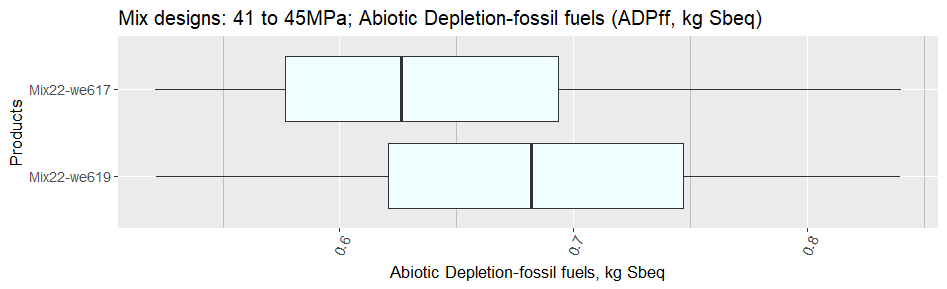 Mix designs: 41 to 45MPa; Abiotic Depletion-fossil fuels (ADPff, kg Sbeq)
Products
Mix22-we617
Mix22-we619
0.6
0.7
0.8
Abiotic Depletion-fossil fuels, kg Sbeq